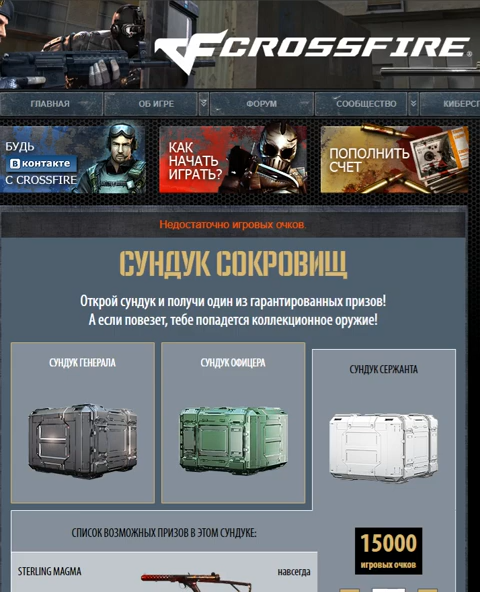 CROSSFIRE®
ГЛАВНАЯ
ОБ ИГРЕ
ФОРУМ
СООБЩЕСТВО
БУДЬ
В контакте
С CROSSFIRE
КАК
НАЧАТЬ
ИГРАТЬ?
ПОПОЛНИТЬ
СЧЕТ
Недостаточно игровых очков
СУНДУК СОКРОВИЩ
Открой сундук и получи один из гарантированных призов!
А если повезет, тебе попадется коллекционное оружие!
СУНДУК ГЕНЕРАЛА
СУНДУК ОФИЦЕРА
СУНДУК СЕРЖАНТА
СПИСОК ВОЗМОЖНЫХ ПРИЗОВ В ЭТОМ СУНДУКЕ:
15000
игровых очков
STERLING MAGMA
навсегда